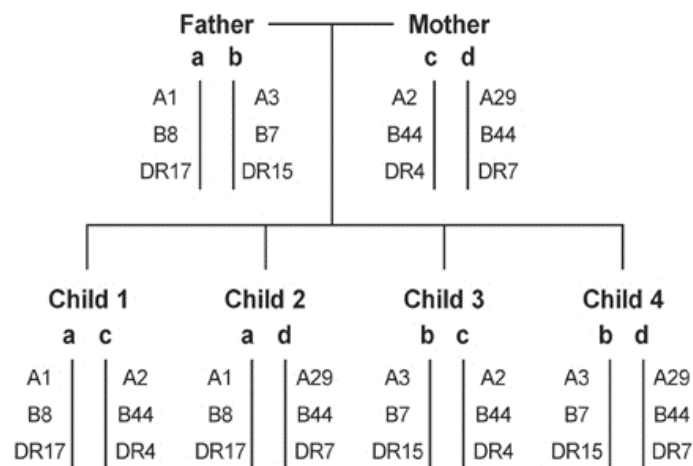 Father Mother
a b c d
A1 A3 A2 A29
B8 B7 B44 B44
DR17 DR15 DR4 DR7
Child 1 Child 2 Child 3 Child 4
a c a d b c b d
A1 A2 A1 A29 A3 A2 A3 A29
B8 B44 B8 B44 B7 B44 B7 B44
DR17 DR4 DR17 DR7 DR15 DR4 DR15 DR7